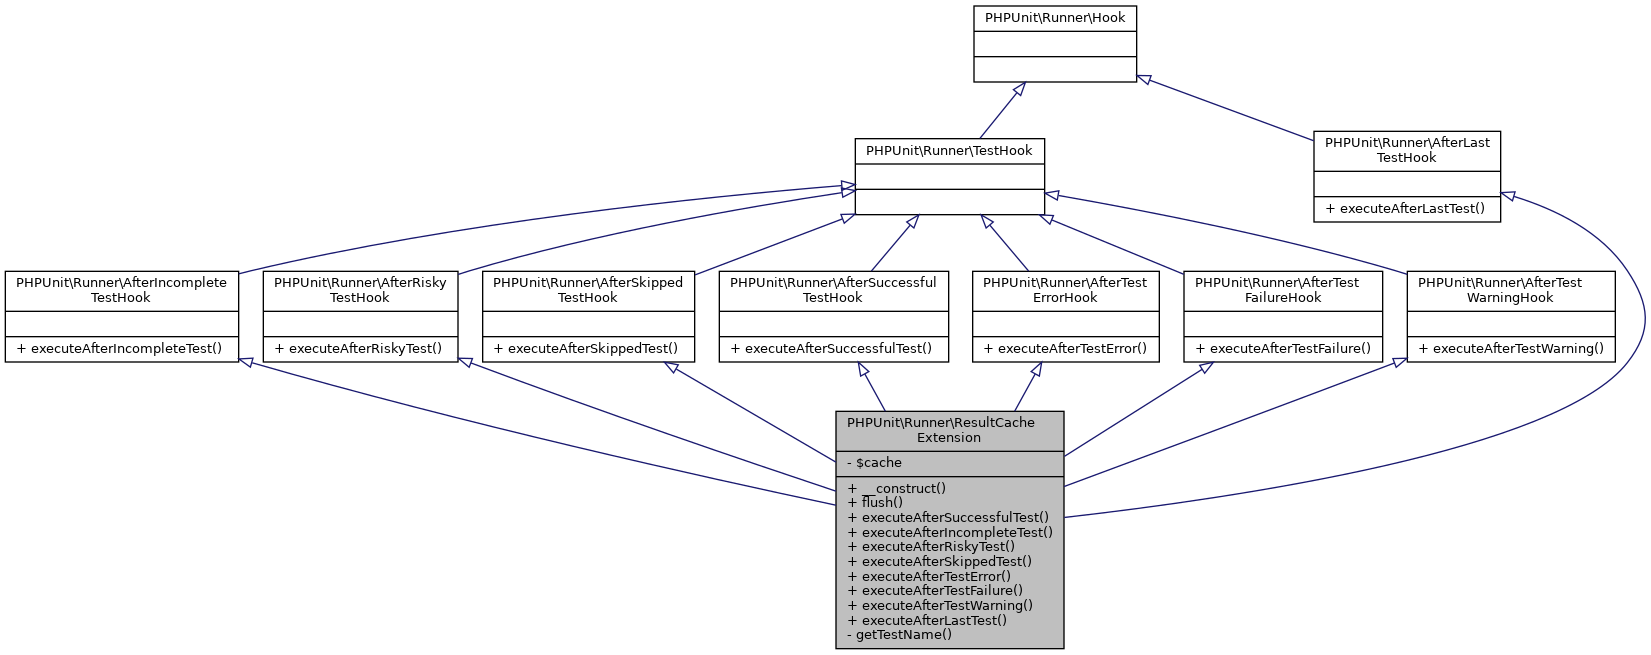 PHPUnit\Runner\Hook
PHPUnit\Runner\TestHook
PHPUnit\Runner\AfterLast
TestHook
+ executeAfterLastTest()
PHPUnit\Runner\AfterIncomplete
TestHook
+ executeAfterIncompleteTest()
PHPUnit\Runner\AfterRisky
TestHook
+ executeAfterRiskyTest()
PHPUnit\Runner\AfterSkipped
TestHook
+ executeAfterSkippedTest()
PHPUnit\Runner\AfterSuccessful
TestHook
+ executeAfterSuccessfulTest()
PHPUnit\Runner\AfterTest
ErrorHook
+ executeAfterTestError()
PHPUnit\Runner\AfterTest
FailureHook
+ executeAfterTestFailure()
PHPUnit\Runner\AfterTest
WarningHook
+ executeAfterTestWarning()
PHPUnit\Runner\ResultCache
Extension
- $cache
+ __construct()
+ flush()
+ executeAfterSuccessfulTest()
+ executeAfterIncompleteTest()
+ executeAfterRiskyTest()
+ executeAfterSkippedTest()
+ executeAfterTestError()
+ executeAfterTestFailure()
+ executeAfterTestWarning()
+ executeAfterLastTest()
- getTestName()